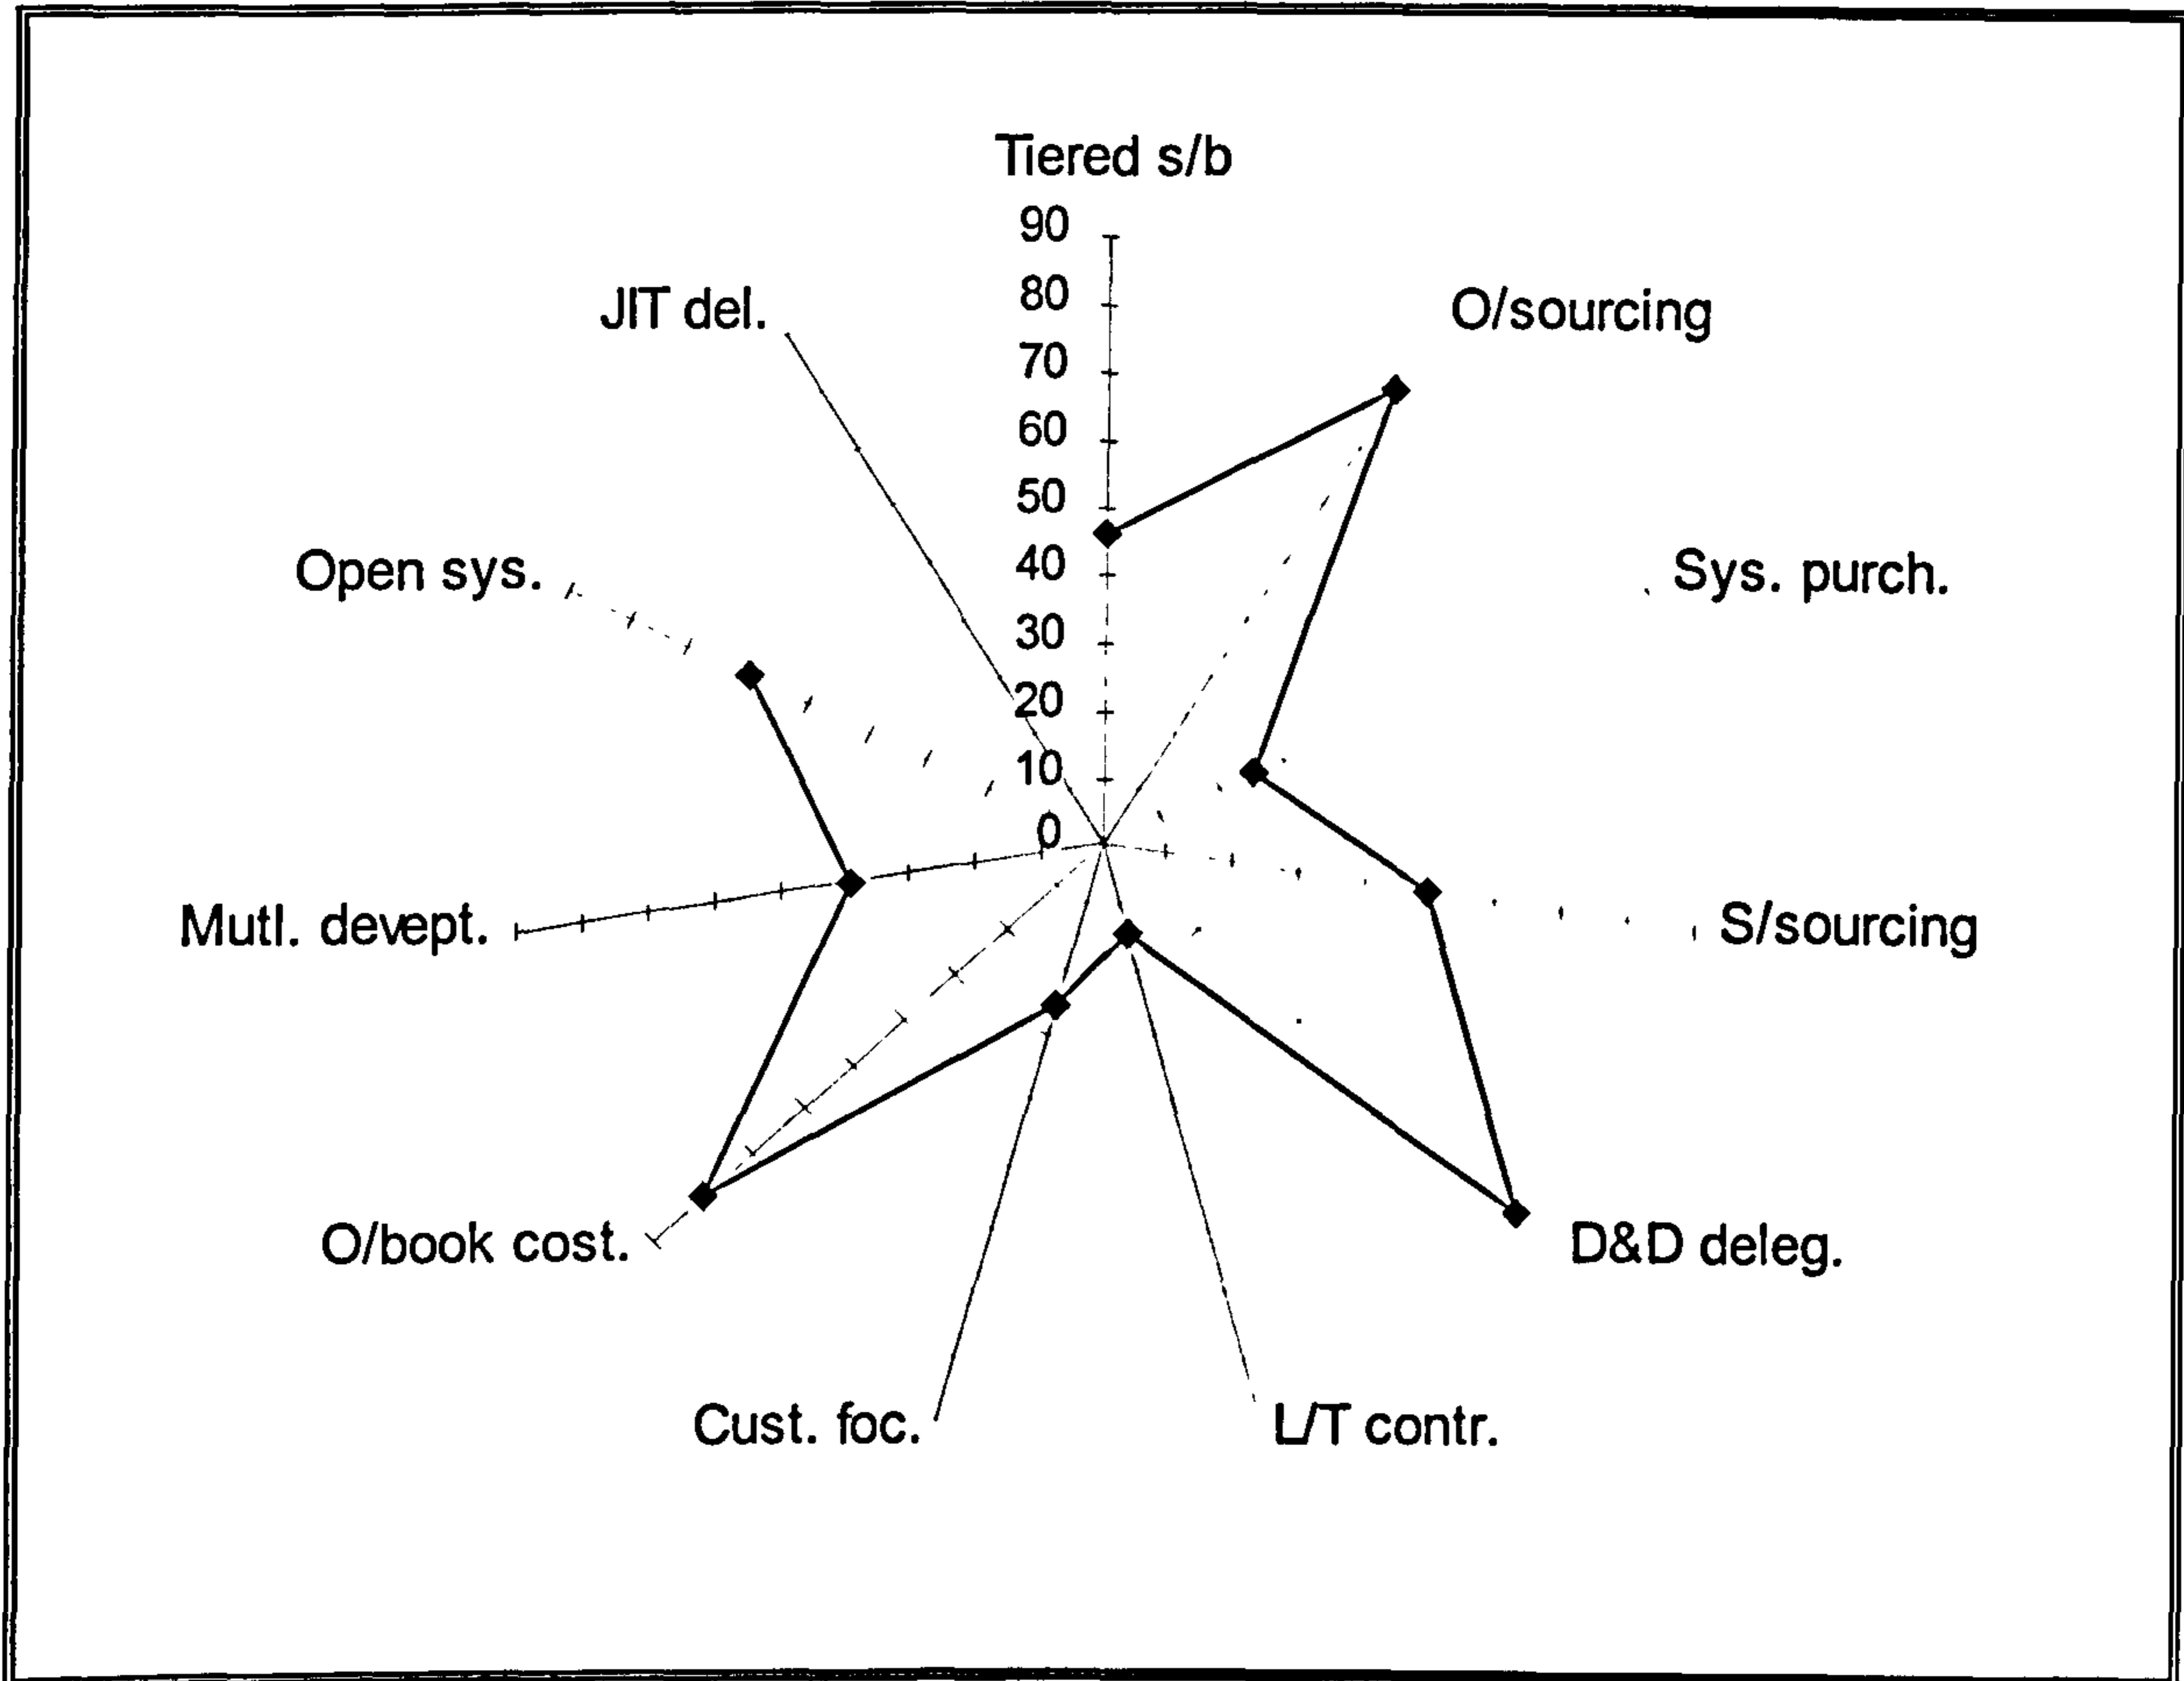 Tiered s/b
90
80
70
60
50
40
30
20
10
0
O/sourcing
Sys. purch.
S/sourcing
D&D deleg.
L/T contr.
Cust. foc.
O/book cost.
Mutl. devept.
Open sys.
JIT del.